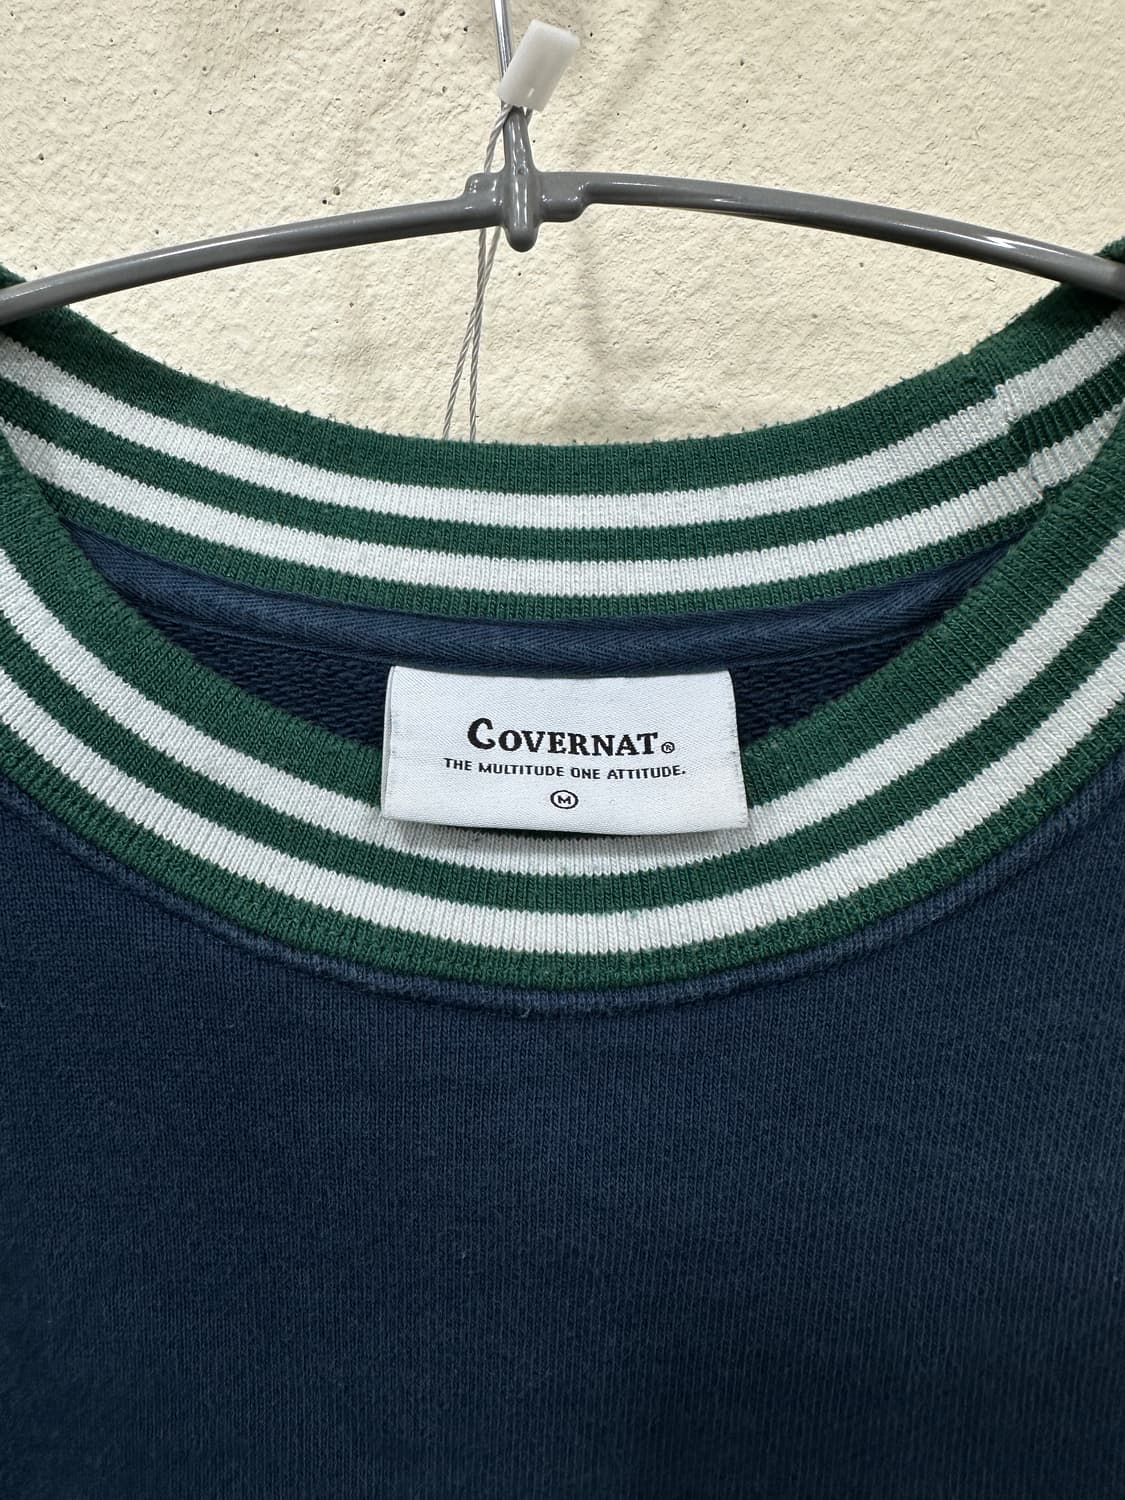 COVERNAT®
THE MULTITUDE ONE ATTITUDE.
M